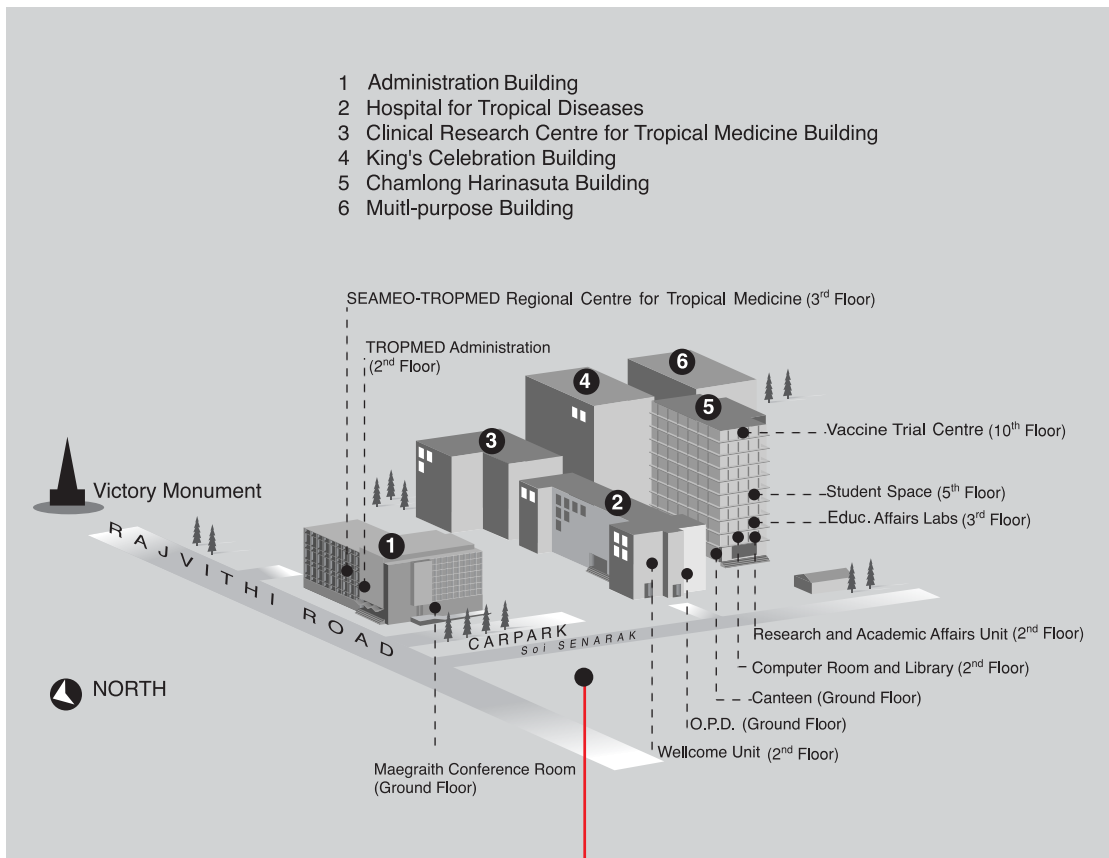 1 Administration Building
2 Hospital for Tropical Diseases
3 Clinical Research Centre for Tropical Medicine Building
4 King's Celebration Building
5 Chamlong Harinasuta Building
6 Muitl-purpose Building
SEAMEO-TROPMED Regional Centre for Tropical Medicine (3rd Floor)
TROPMED Administration
(2nd Floor)
6
4
5
3
Vaccine Trial Centre (10th Floor)
Victory Monument
2
Student Space (5th Floor)
Educ. Affairs Labs (3rd Floor)
1
RAJVITHI ROAD
CARPARK
Soi SENARAK
Research and Academic Affairs Unit (2nd Floor)
Computer Room and Library (2nd Floor)
NORTH
Canteen (Ground Floor)
O.P.D. (Ground Floor)
Wellcome Unit (2nd Floor)
Maegraith Conference Room
(Ground Floor)